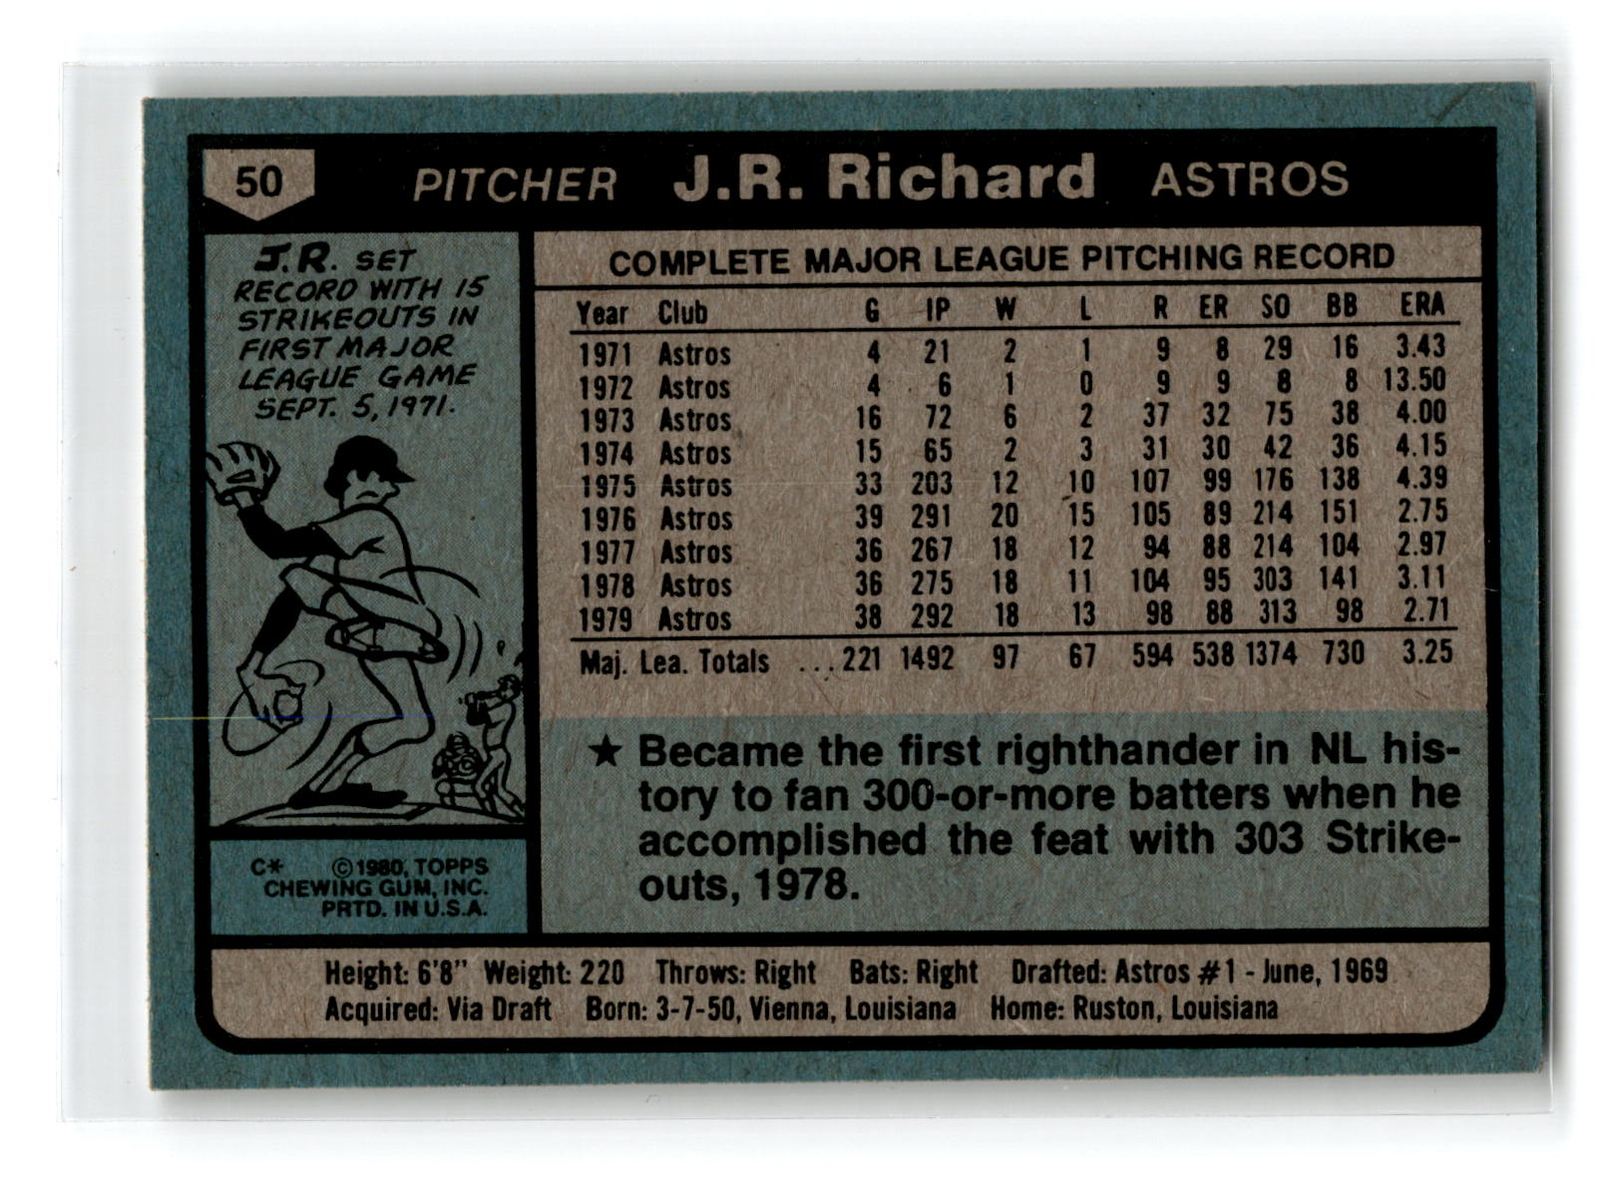 50 PITCHER J.R. Richard ASTROS
J.R. SET
RECORD WITH 15
STRIKEOUTS IN
FIRST MAJOR
LEAGUE GAME
SEPT. 5, 1971.
C* ©1980, TOPPS
CHEWING GUM, INC.
PRTD. IN U.S.A.
COMPLETE MAJOR LEAGUE PITCHING RECORD
Year Club G IP W L R ER SO BB ERA
1971 Astros 4 21 2 1 9 8 29 16 3.43
1972 Astros 4 6 1 0 9 9 8 8 13.50
1973 Astros 16 72 6 2 37 32 75 38 4.00
1974 Astros 15 65 2 3 31 30 42 36 4.15
1975 Astros 33 203 12 10 107 99 176 138 4.39
1976 Astros 39 291 20 15 105 89 214 151 2.75
1977 Astros 36 267 18 12 94 88 214 104 2.97
1978 Astros 36 275 18 11 104 95 303 141 3.11
1979 Astros 38 292 18 13 98 88 313 98 2.71
Maj. Lea. Totals ...221 1492 97 67 594 538 1374 730 3.25
★ Became the first righthander in NL his-
tory to fan 300-or-more batters when he
accomplished the feat with 303 Strike-
outs, 1978.
Height: 6'8" Weight: 220 Throws: Right Bats: Right Drafted: Astros #1 - June, 1969
Acquired: Via Draft Born: 3-7-50, Vienna, Louisiana Home: Ruston, Louisiana